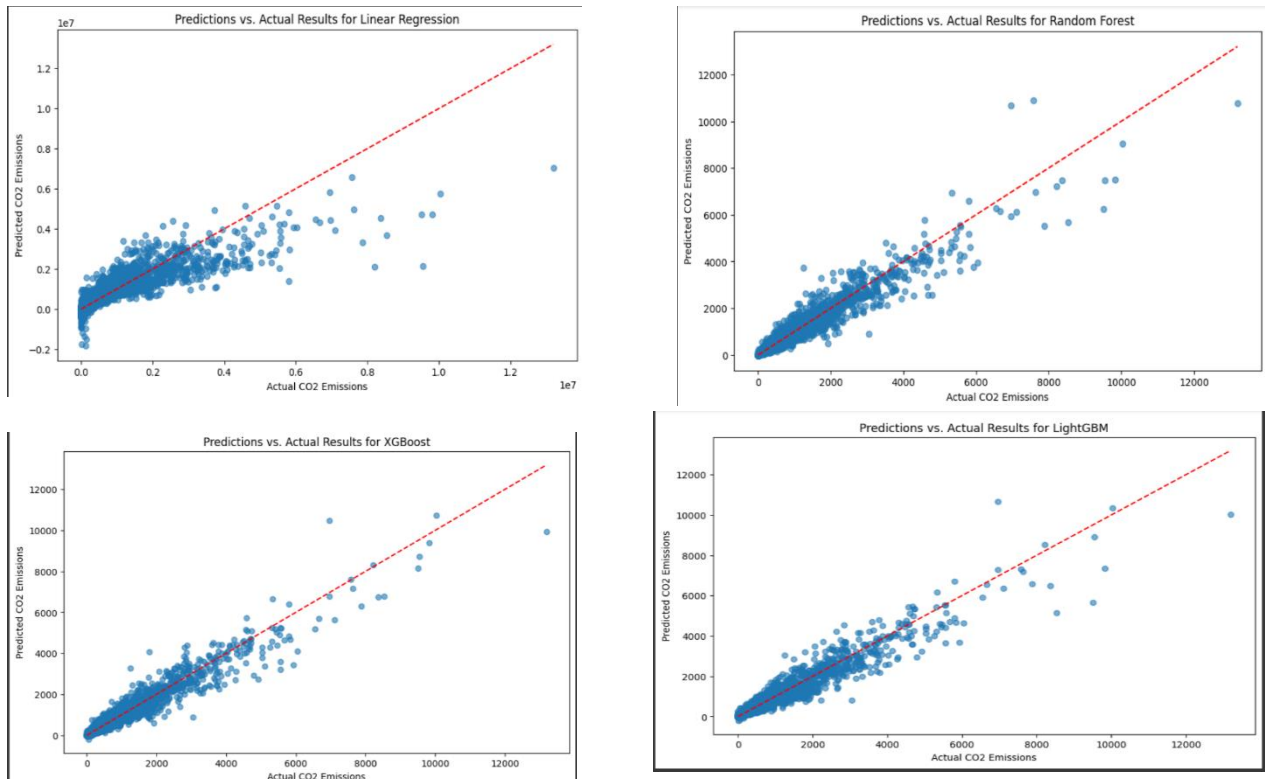 Predictions vs. Actual Results for Linear Regression
1e7
1.2
1.0
0.8
0.6
0.4
0.2
0.0
−0.2
Predicted CO2 Emissions
0.0 0.2 0.4 0.6 0.8 1.0 1.2
1e7
Actual CO2 Emissions
Predictions vs. Actual Results for Random Forest
12000
10000
8000
6000
4000
2000
0
Predicted CO2 Emissions
0 2000 4000 6000 8000 10000 12000
Actual CO2 Emissions
Predictions vs. Actual Results for XGBoost
12000
10000
8000
6000
4000
2000
0
Predicted CO2 Emissions
0 2000 4000 6000 8000 10000 12000
Actual CO2 Emissions
Predictions vs. Actual Results for LightGBM
12000
10000
8000
6000
4000
2000
0
Predicted CO2 Emissions
0 2000 4000 6000 8000 10000 12000
Actual CO2 Emissions